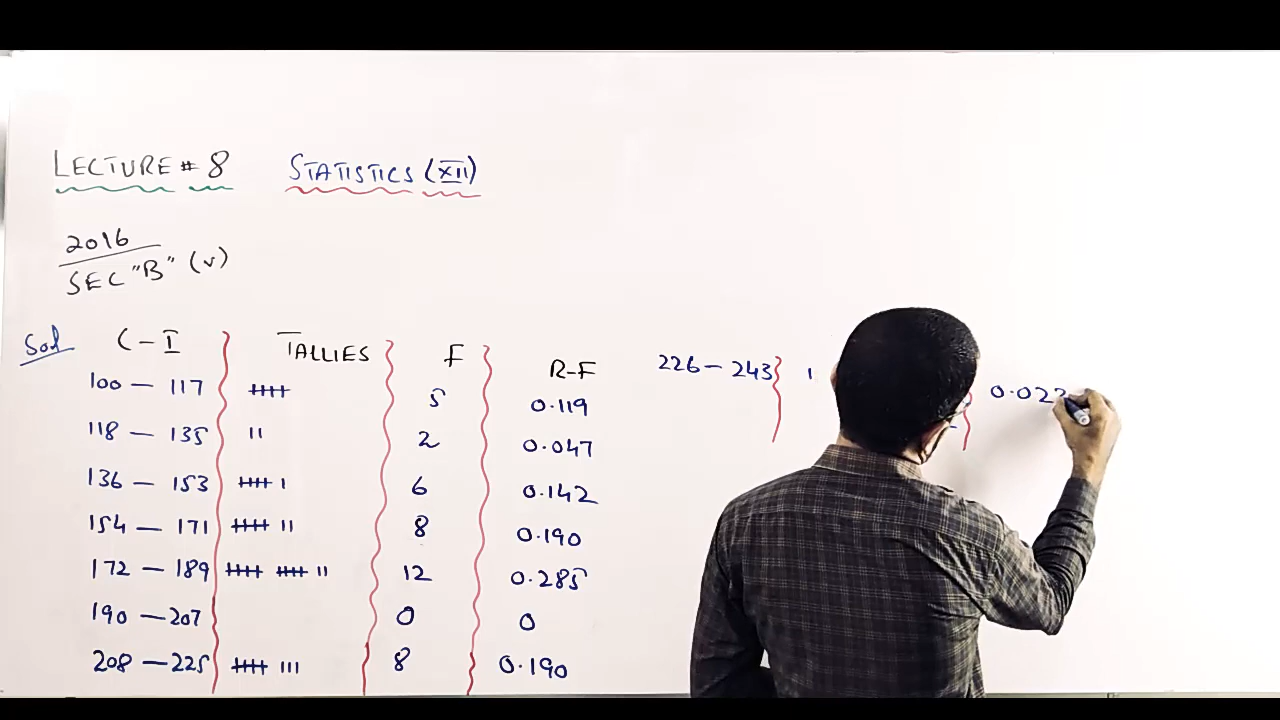 LECTURE # 8 STATISTICS (XII)
2016
SEC "B" (v)
Sol C-I TALLIES F R-F
100 — 117 𝍸 5 0.119
118 — 135 || 2 0.047
136 — 153 𝍸 | 6 0.142
154 — 171 𝍸 || 8 0.190
172 — 189 𝍸 𝍸 || 12 0.285
190 — 207 0 0
208 — 225 𝍸 ||| 8 0.190
226 — 243 | 0.02